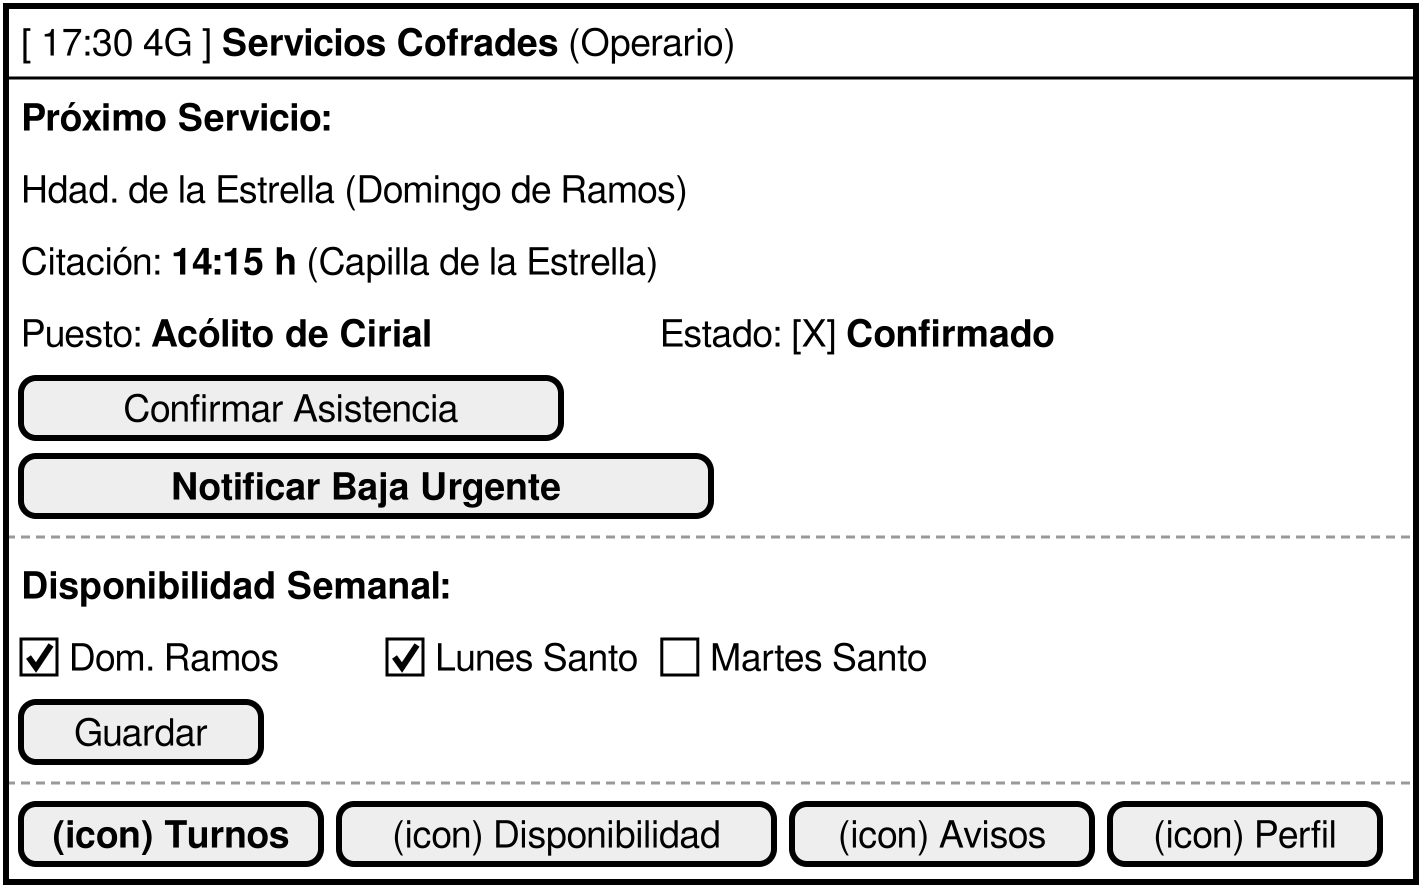 [ 17:30 4G ] Servicios Cofrades (Operario)
Próximo Servicio:
Hdad. de la Estrella (Domingo de Ramos)
Citación: 14:15 h (Capilla de la Estrella)
Puesto: Acólito de Cirial Estado: [X] Confirmado
Confirmar Asistencia
Notificar Baja Urgente
Disponibilidad Semanal:
Dom. Ramos Lunes Santo Martes Santo
Guardar
(icon) Turnos (icon) Disponibilidad (icon) Avisos (icon) Perfil